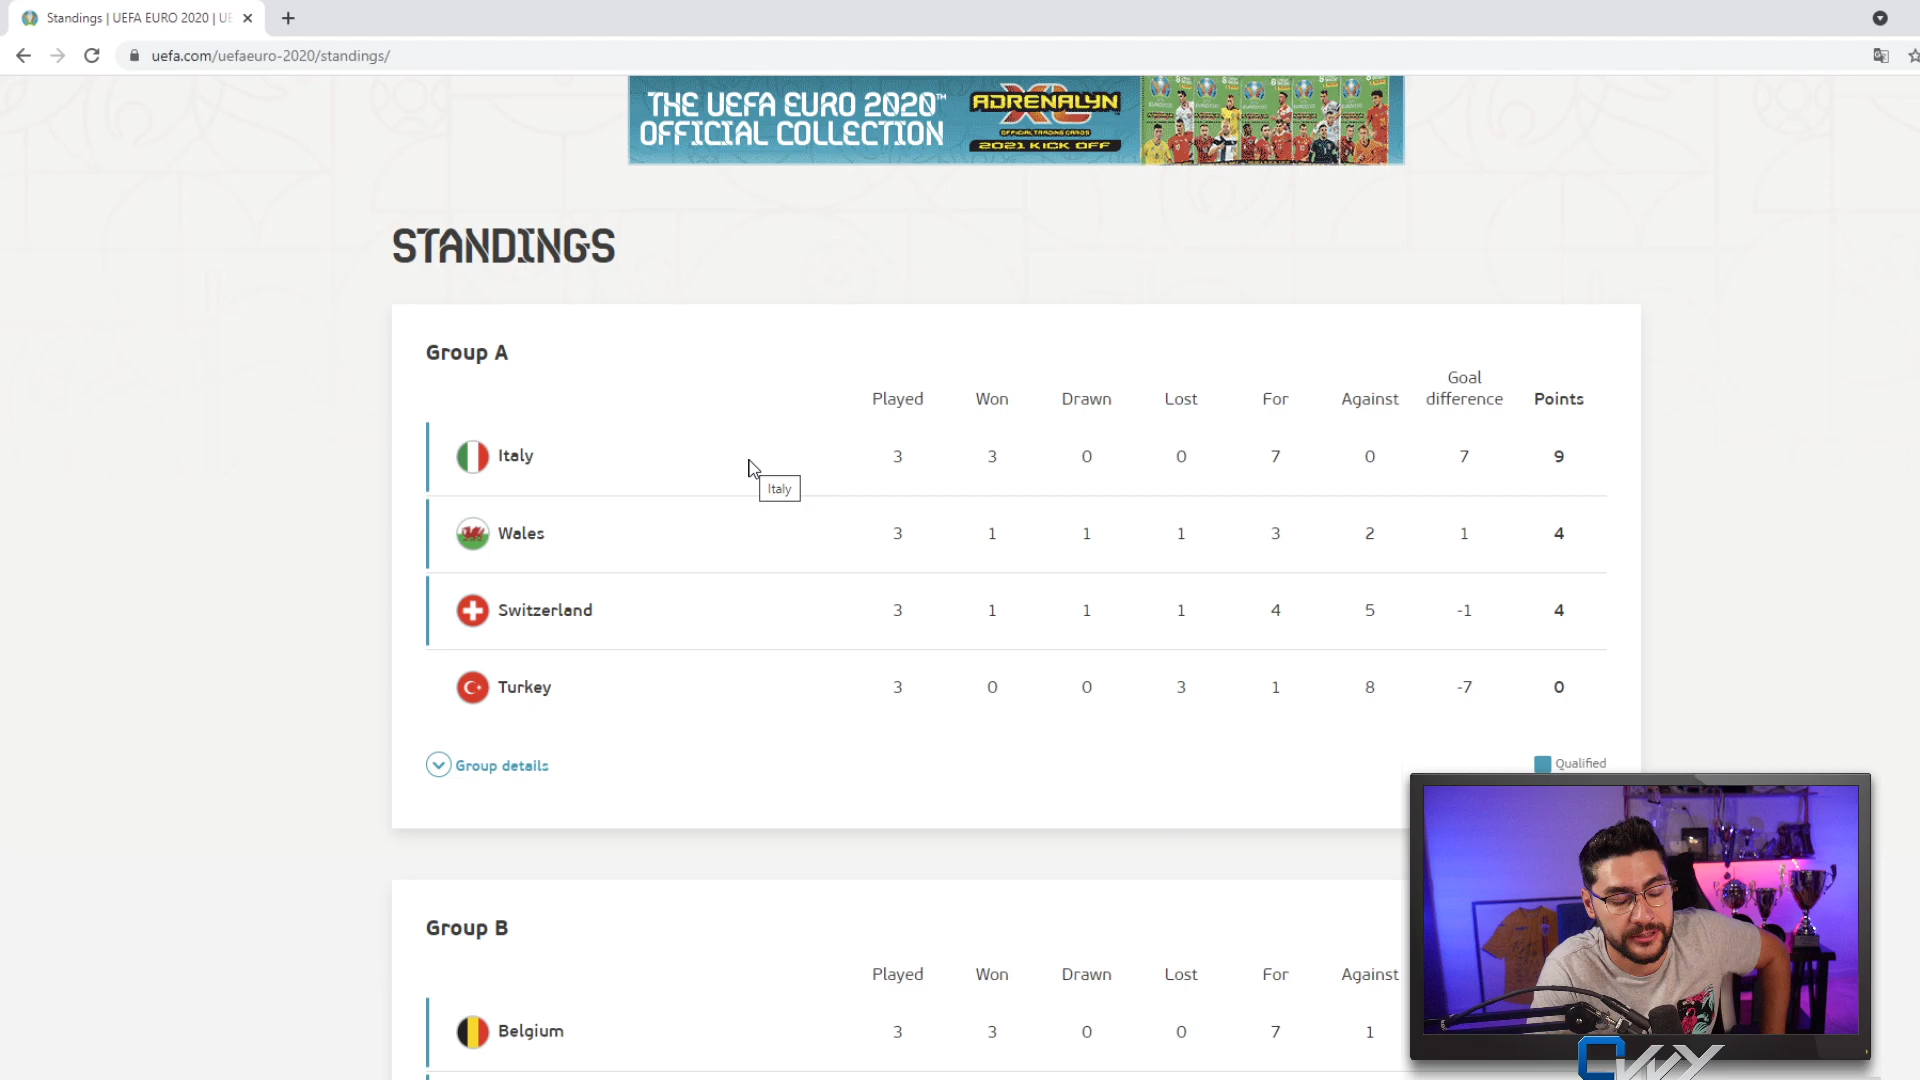 Standings | UEFA EURO 2020 | UE
uefa.com/uefaeuro-2020/standings/
THE UEFA EURO 2020™
OFFICIAL COLLECTION
ADRENALYN
XL
OFFICIAL TRADING CARDS
2021 KICK OFF
STANDINGS
Group A
Played Won Drawn Lost For Against Goal difference Points
Italy 3 3 0 0 7 0 7 9
Italy
Wales 3 1 1 1 3 2 1 4
Switzerland 3 1 1 1 4 5 -1 4
Turkey 3 0 0 3 1 8 -7 0
Group details
Qualified
Group B
Played Won Drawn Lost For Against
Belgium 3 3 0 0 7 1